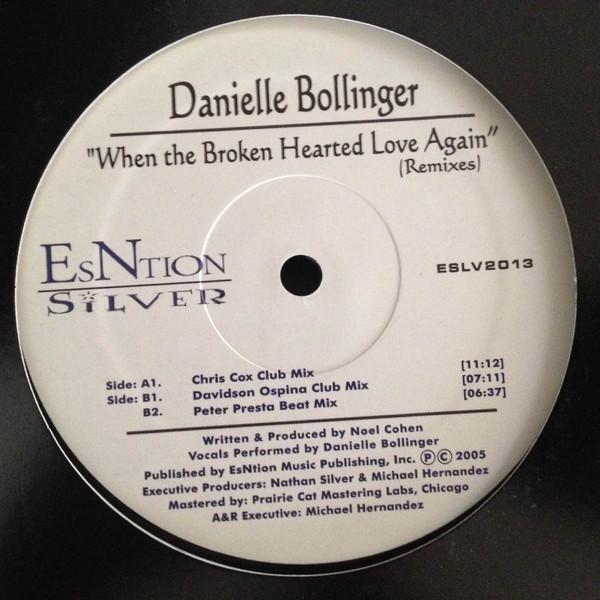 Danielle Bollinger
"When the Broken Hearted Love Again"
(Remixes)
EsNtion
Silver
ESLV2013
Side: A1. Chris Cox Club Mix [11:12]
Side: B1. Davidson Ospina Club Mix [07:11]
B2. Peter Presta Beat Mix [06:37]
Written & Produced by Noel Cohen
Vocals Performed by Danielle Bollinger
Published by EsNtion Music Publishing, Inc. ℗© 2005
Executive Producers: Nathan Silver & Michael Hernandez
Mastered by: Prairie Cat Mastering Labs, Chicago
A&R Executive: Michael Hernandez